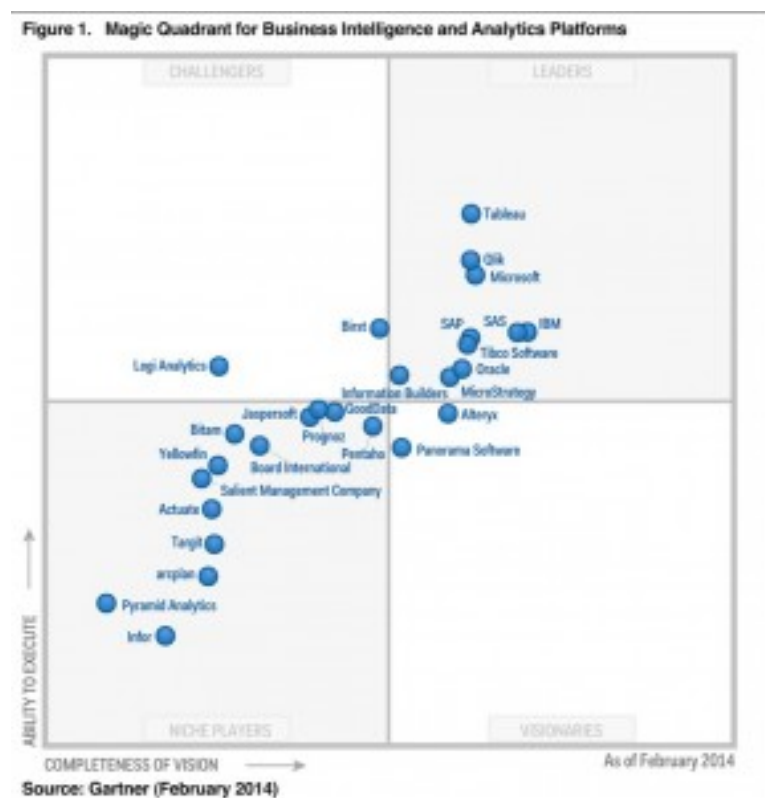 Figure 1. Magic Quadrant for Business Intelligence and Analytics Platforms
CHALLENGERS
LEADERS
Tableau
Qlik
Microsoft
Birst
SAP
SAS
IBM
Tibco Software
Logi Analytics
Oracle
Information Builders
MicroStrategy
Jaspersoft
GoodData
Alteryx
Bitam
Prognoz
Pentaho
Panorama Software
Yellowfin
Board International
Salient Management Company
Actuate
Targit
arcplan
Pyramid Analytics
Infor
ABILITY TO EXECUTE
NICHE PLAYERS
VISIONARIES
COMPLETENESS OF VISION
As of February 2014
Source: Gartner (February 2014)